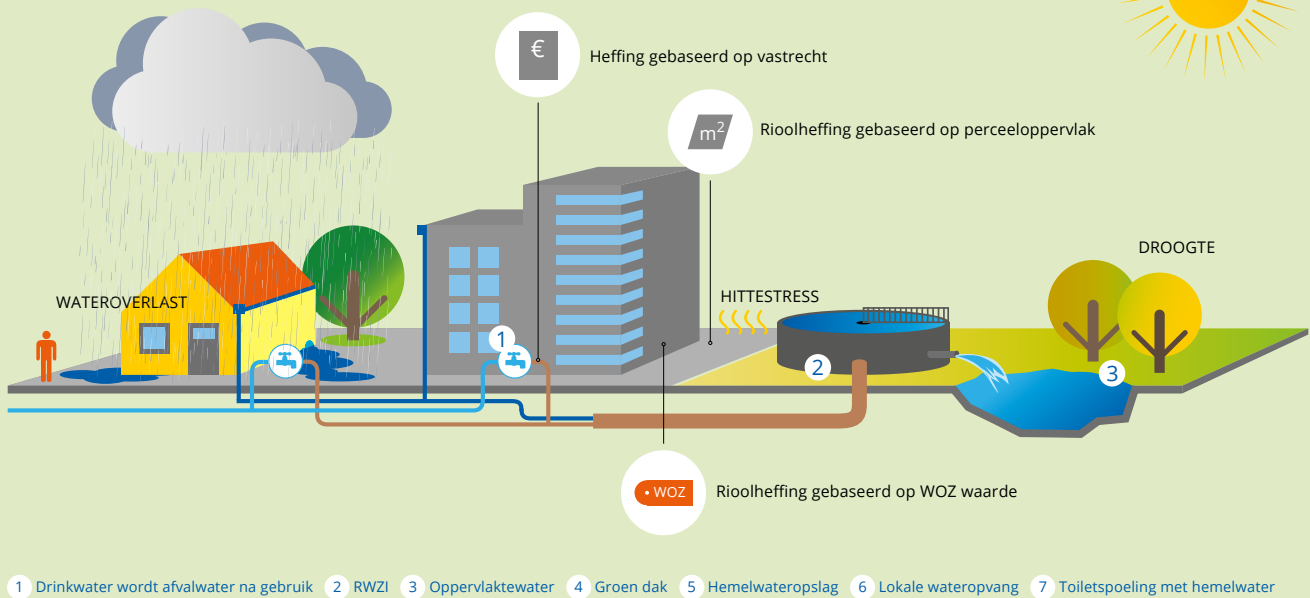 €
Heffing gebaseerd op vastrecht
m²
Rioolheffing gebaseerd op perceeloppervlak
DROOGTE
WATEROVERLAST
HITTESTRESS
1
2
3
• WOZ
Rioolheffing gebaseerd op WOZ waarde
1 Drinkwater wordt afvalwater na gebruik 2 RWZI 3 Oppervlaktewater 4 Groen dak 5 Hemelwateropslag 6 Lokale wateropvang 7 Toiletspoeling met hemelwater